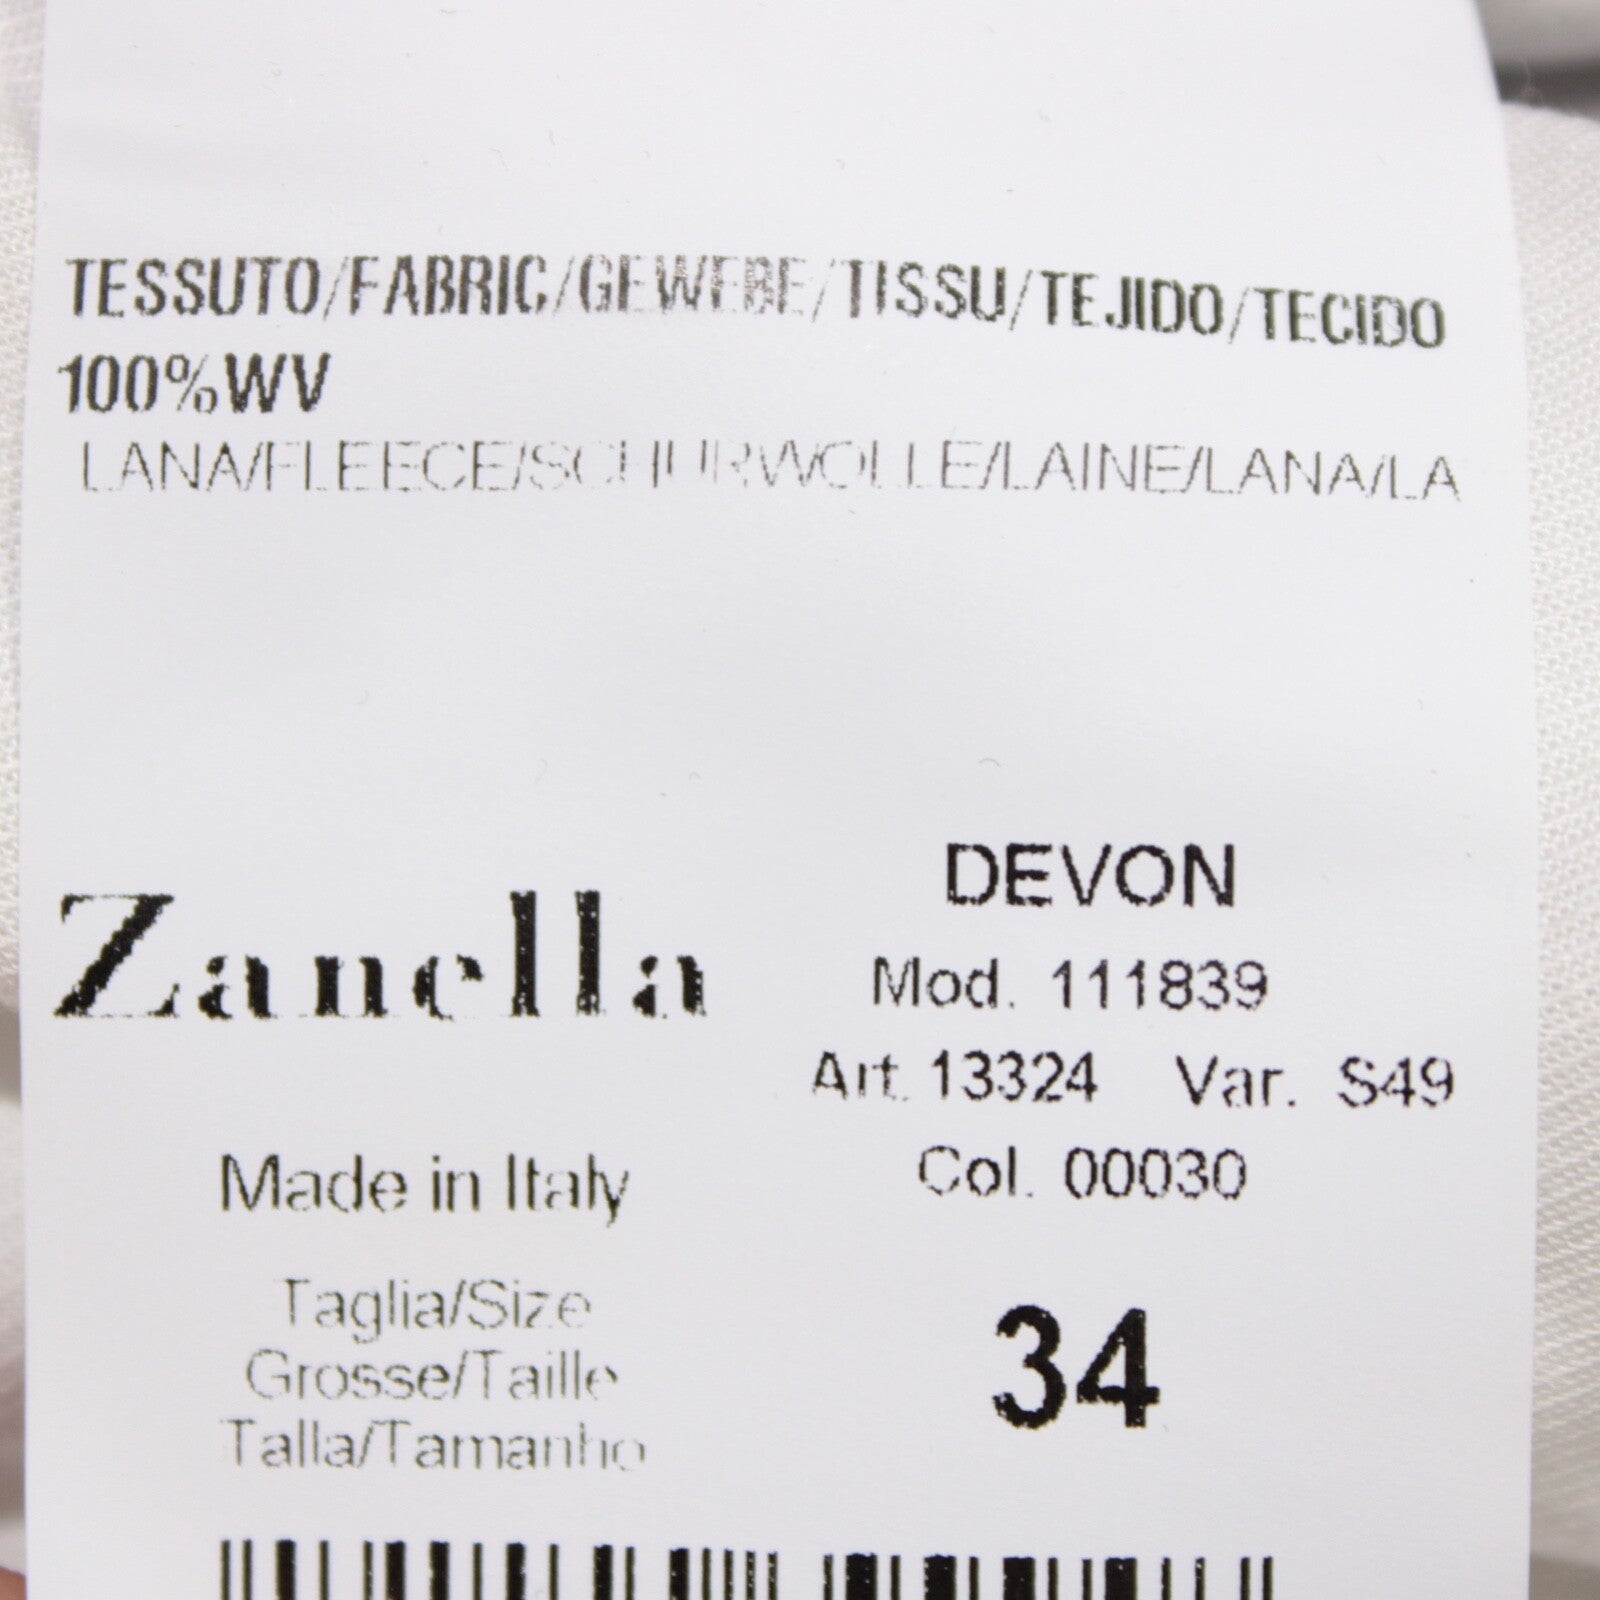 TESSUTO/FABRIC/GEWEBE/TISSU/TEJIDO/TECIDO
100%WV
LANA/FLEECE/SCHURWOLLE/LAINE/LANA/LA
Zanella
Made in Italy
Taglia/Size
Grosse/Taille
Talla/Tamanho
DEVON
Mod. 111839
Art. 13324 Var. S49
Col. 00030
34